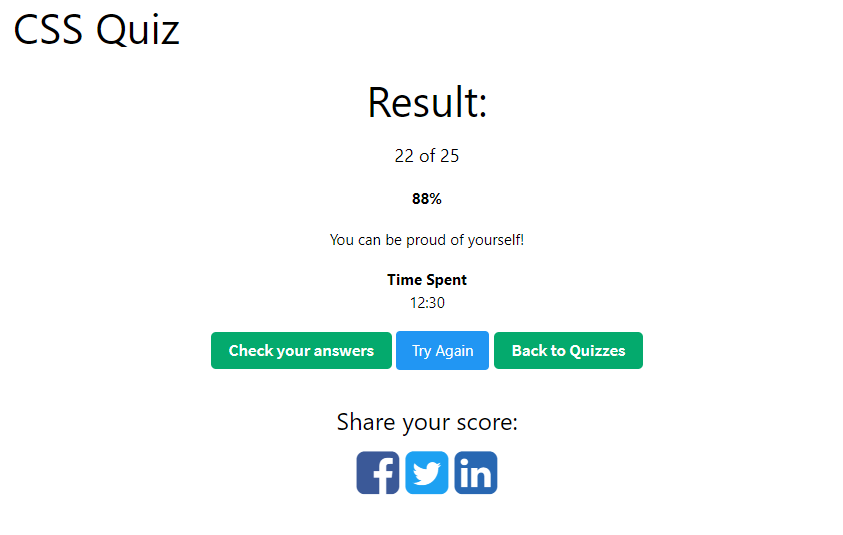 CSS Quiz
Result:
22 of 25
88%
You can be proud of yourself!
Time Spent
12:30
Check your answers Try Again Back to Quizzes
Share your score:
f in